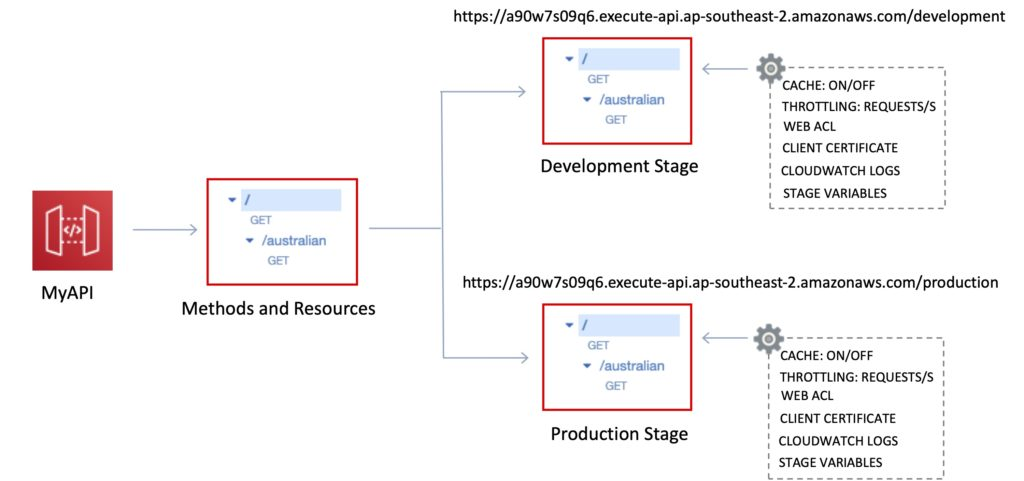 https://a90w7s09q6.execute-api.ap-southeast-2.amazonaws.com/development
/
GET
/australian
GET
Development Stage
CACHE: ON/OFF
THROTTLING: REQUESTS/S
WEB ACL
CLIENT CERTIFICATE
CLOUDWATCH LOGS
STAGE VARIABLES
MyAPI
/
GET
/australian
GET
Methods and Resources
https://a90w7s09q6.execute-api.ap-southeast-2.amazonaws.com/production
/
GET
/australian
GET
Production Stage
CACHE: ON/OFF
THROTTLING: REQUESTS/S
WEB ACL
CLIENT CERTIFICATE
CLOUDWATCH LOGS
STAGE VARIABLES